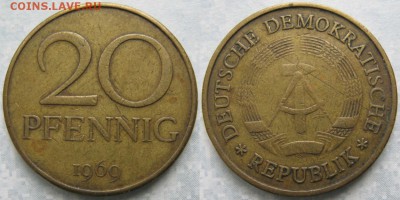 COINS.LAVE.RU
20
PFENNIG
1969
DEUTSCHE DEMOKRATISCHE
* REPUBLIK *